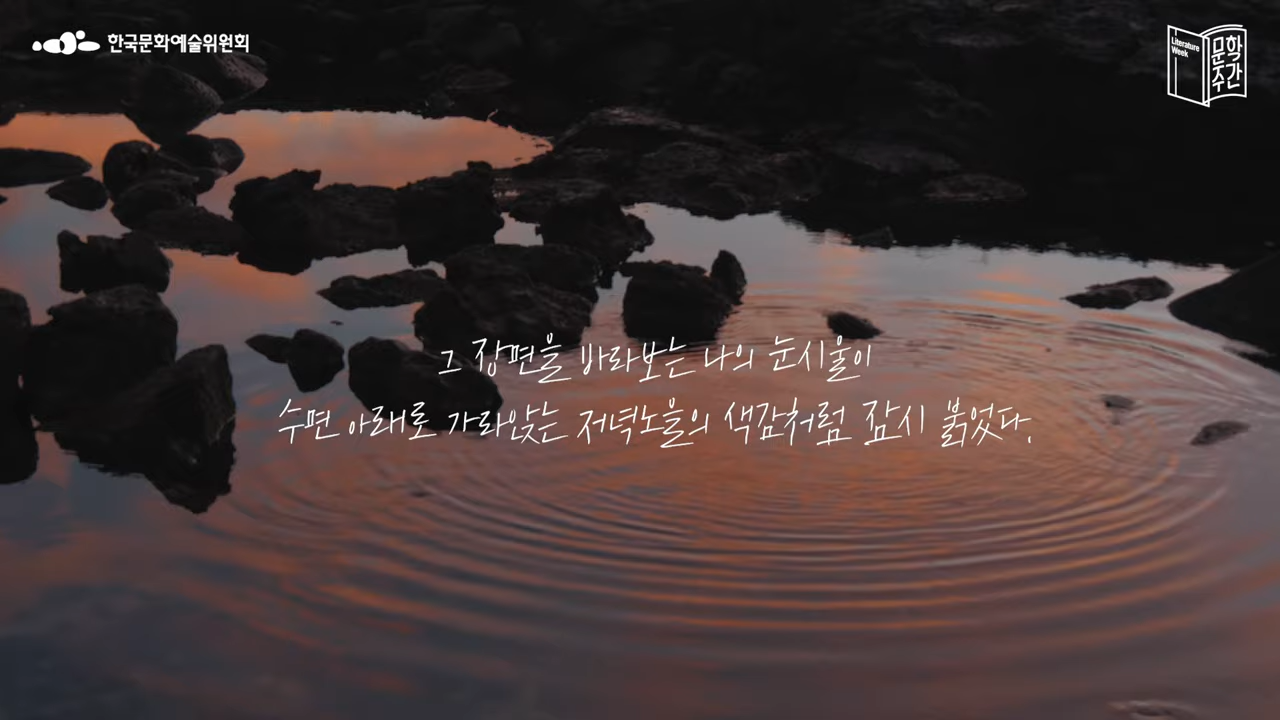 한국문화예술위원회
Literature
Week
문학
주간
그 장편을 바라보는 나의 눈시울이
수면 아래로 가라앉는 저녁노을의 색감처럼 잠시 붉었다.